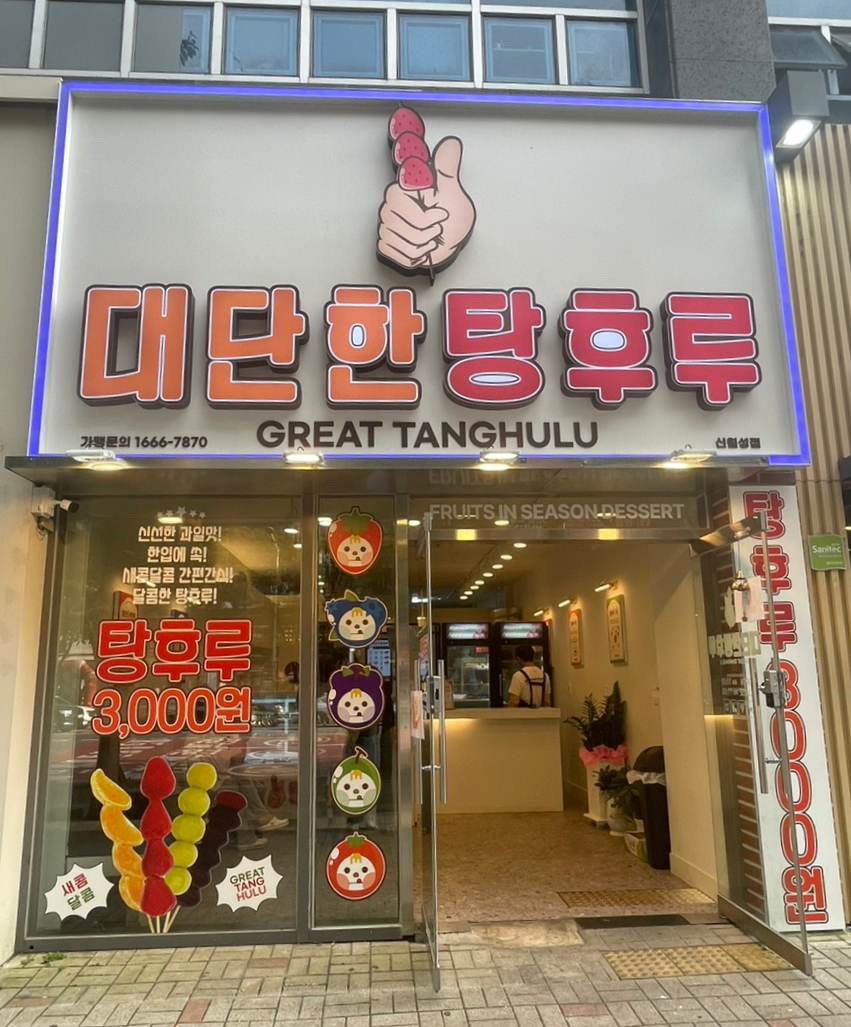 대단한탕후루
가맹문의 1666-7870
GREAT TANGHULU
신월성점
FRUITS IN SEASON DESSERT
신선한 과일맛!
한입에 쏙!
새콤달콤 간편간식!
달콤한 탕후루!
탕후루
3,000원
새콤
달콤
GREAT
TANG
HULU
탕후루 3000원
Sanitec